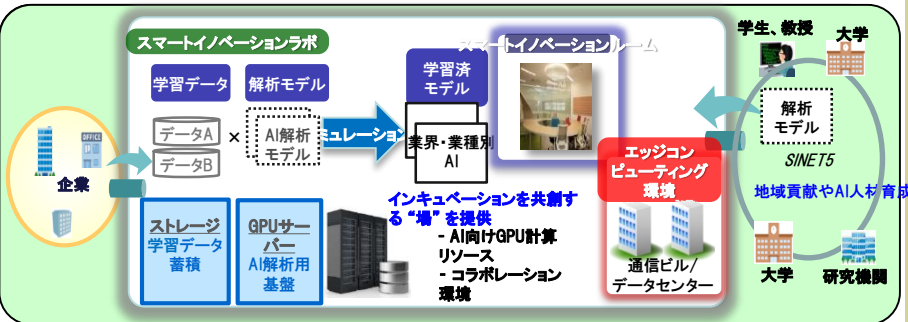 スマートイノベーションラボ
スマートイノベーションルーム
学習データ
解析モデル
学習済
モデル
データA
データB
×
AI解析
モデル
ミュレーション
業界・業種別
AI
OFFICE
企業
ストレージ
学習データ
蓄積
GPUサー
バー
AI解析用
基盤
インキュベーションを共創す
る“場”を提供
- AI向けGPU計算
リソース
- コラボレーション
環境
エッジコン
ピューティング
環境
通信ビル/
データセンター
学生、教授
大学
解析
モデル
SINET5
地域貢献やAI人材育成
大学
研究機関